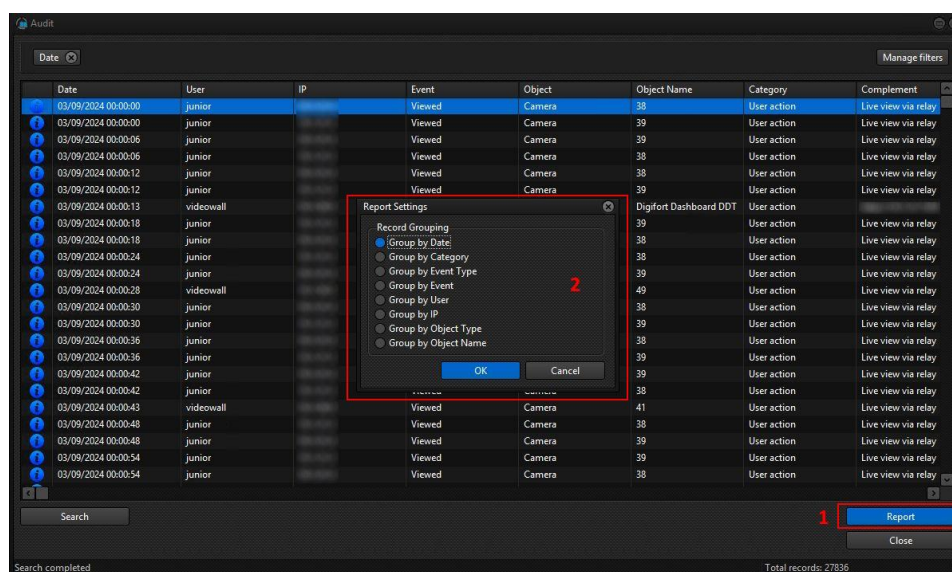 Audit
Date
Manage filters
Date User IP Event Object Object Name Category Complement
03/09/2024 00:00:00 junior Viewed Camera 38 User action Live view via relay
03/09/2024 00:00:00 junior Viewed Camera 39 User action Live view via relay
03/09/2024 00:00:06 junior Viewed Camera 39 User action Live view via relay
03/09/2024 00:00:06 junior Viewed Camera 38 User action Live view via relay
03/09/2024 00:00:12 junior Viewed Camera 38 User action Live view via relay
03/09/2024 00:00:12 junior Viewed Camera 39 User action Live view via relay
03/09/2024 00:00:13 videowall Digifort Dashboard DDT User action
03/09/2024 00:00:18 junior 39 User action Live view via relay
03/09/2024 00:00:18 junior 38 User action Live view via relay
03/09/2024 00:00:24 junior 38 User action Live view via relay
03/09/2024 00:00:24 junior 39 User action Live view via relay
03/09/2024 00:00:28 videowall 49 User action Live view via relay
03/09/2024 00:00:30 junior 38 User action Live view via relay
03/09/2024 00:00:30 junior 39 User action Live view via relay
03/09/2024 00:00:36 junior 38 User action Live view via relay
03/09/2024 00:00:36 junior 39 User action Live view via relay
03/09/2024 00:00:42 junior 39 User action Live view via relay
03/09/2024 00:00:42 junior 38 User action Live view via relay
03/09/2024 00:00:43 videowall Viewed Camera 41 User action Live view via relay
03/09/2024 00:00:48 junior Viewed Camera 38 User action Live view via relay
03/09/2024 00:00:48 junior Viewed Camera 39 User action Live view via relay
03/09/2024 00:00:54 junior Viewed Camera 39 User action Live view via relay
03/09/2024 00:00:54 junior Viewed Camera 38 User action Live view via relay
Report Settings
Record Grouping
Group by Date
Group by Category
Group by Event Type
Group by Event
2
Group by User
Group by IP
Group by Object Type
Group by Object Name
OK Cancel
Search
1
Report
Close
Search completed
Total records: 27836